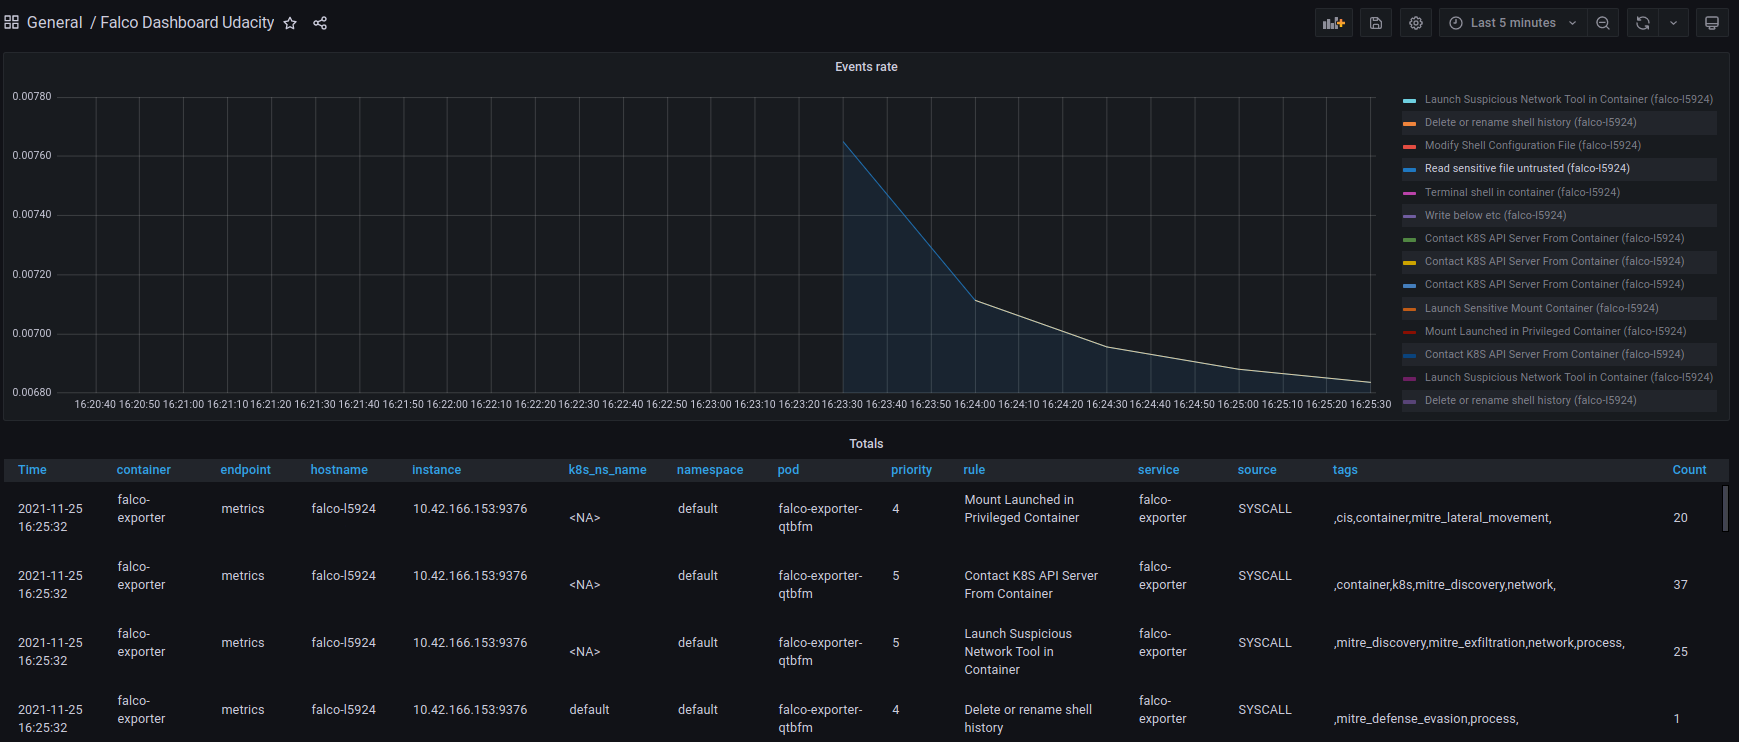 General / Falco Dashboard Udacity
Last 5 minutes
Events rate
0.00780
0.00760
0.00740
0.00720
0.00700
0.00680
16:20:40 16:20:50 16:21:00 16:21:10 16:21:20 16:21:30 16:21:40 16:21:50 16:22:00 16:22:10 16:22:20 16:22:30 16:22:40 16:22:50 16:23:00 16:23:10 16:23:20 16:23:30 16:23:40 16:23:50 16:24:00 16:24:10 16:24:20 16:24:30 16:24:40 16:24:50 16:25:00 16:25:10 16:25:20 16:25:30
Launch Suspicious Network Tool in Container (falco-l5924)
Delete or rename shell history (falco-l5924)
Modify Shell Configuration File (falco-l5924)
Read sensitive file untrusted (falco-l5924)
Terminal shell in container (falco-l5924)
Write below etc (falco-l5924)
Contact K8S API Server From Container (falco-l5924)
Contact K8S API Server From Container (falco-l5924)
Contact K8S API Server From Container (falco-l5924)
Launch Sensitive Mount Container (falco-l5924)
Mount Launched in Privileged Container (falco-l5924)
Contact K8S API Server From Container (falco-l5924)
Launch Suspicious Network Tool in Container (falco-l5924)
Delete or rename shell history (falco-l5924)
Totals
Time container endpoint hostname instance k8s_ns_name namespace pod priority rule service source tags Count
2021-11-25
16:25:32
falco-
exporter
metrics
falco-l5924
10.42.166.153:9376
<NA>
default
falco-exporter-
qtbfm
4
Mount Launched in
Privileged Container
falco-
exporter
SYSCALL
,cis,container,mitre_lateral_movement,
20
2021-11-25
16:25:32
falco-
exporter
metrics
falco-l5924
10.42.166.153:9376
<NA>
default
falco-exporter-
qtbfm
5
Contact K8S API Server
From Container
falco-
exporter
SYSCALL
,container,k8s,mitre_discovery,network,
37
2021-11-25
16:25:32
falco-
exporter
metrics
falco-l5924
10.42.166.153:9376
<NA>
default
falco-exporter-
qtbfm
5
Launch Suspicious
Network Tool in
Container
falco-
exporter
SYSCALL
,mitre_discovery,mitre_exfiltration,network,process,
25
2021-11-25
16:25:32
falco-
exporter
metrics
falco-l5924
10.42.166.153:9376
default
default
falco-exporter-
qtbfm
4
Delete or rename shell
history
falco-
exporter
SYSCALL
,mitre_defense_evasion,process,
1